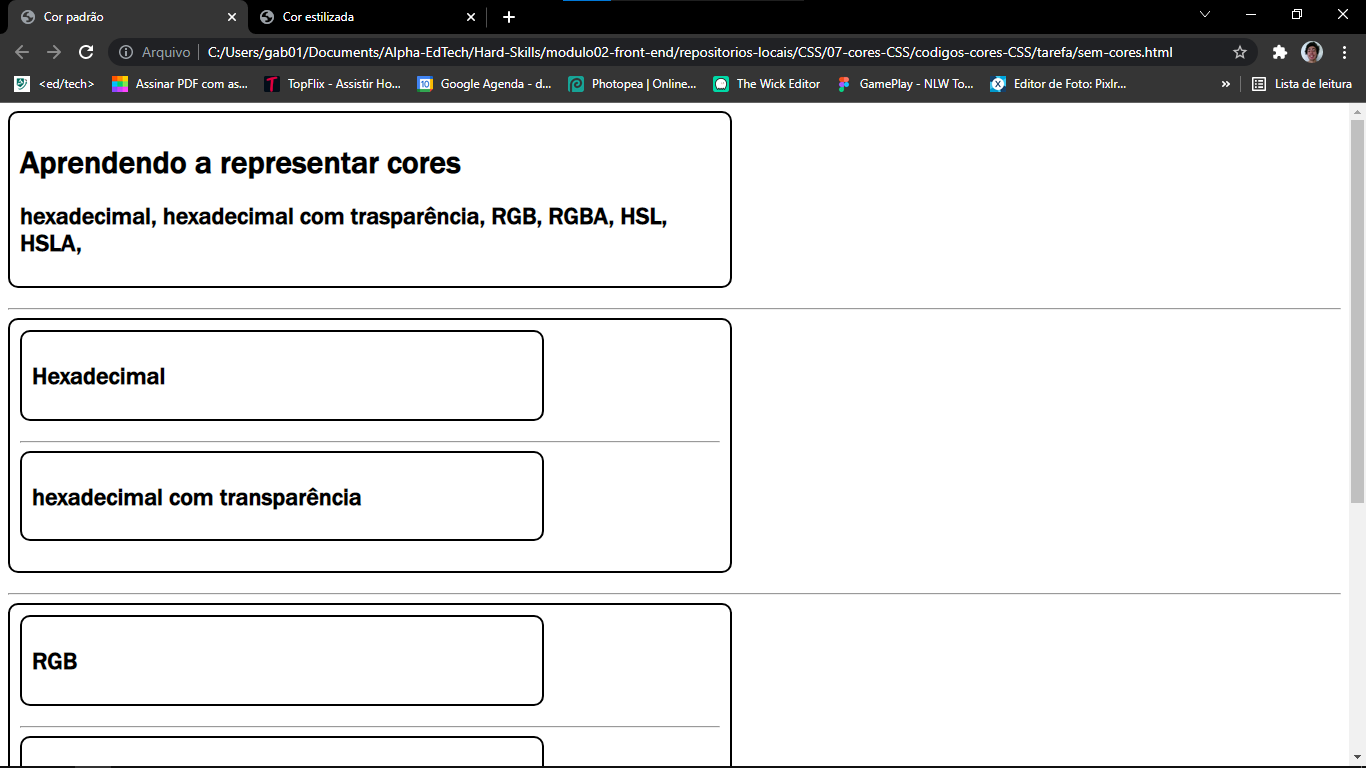 Cor padrão
Cor estilizada
Arquivo
C:/Users/gab01/Documents/Alpha-EdTech/Hard-Skills/modulo02-front-end/repositorios-locais/CSS/07-cores-CSS/codigos-cores-CSS/tarefa/sem-cores.html
<ed/tech>
Assinar PDF com as...
TopFlix - Assistir Ho...
10
Google Agenda - d...
Photopea | Online...
The Wick Editor
GamePlay - NLW To...
Editor de Foto: Pixlr...
»
Lista de leitura
Aprendendo a representar cores
hexadecimal, hexadecimal com trasparência, RGB, RGBA, HSL,
HSLA,
Hexadecimal
hexadecimal com transparência
RGB